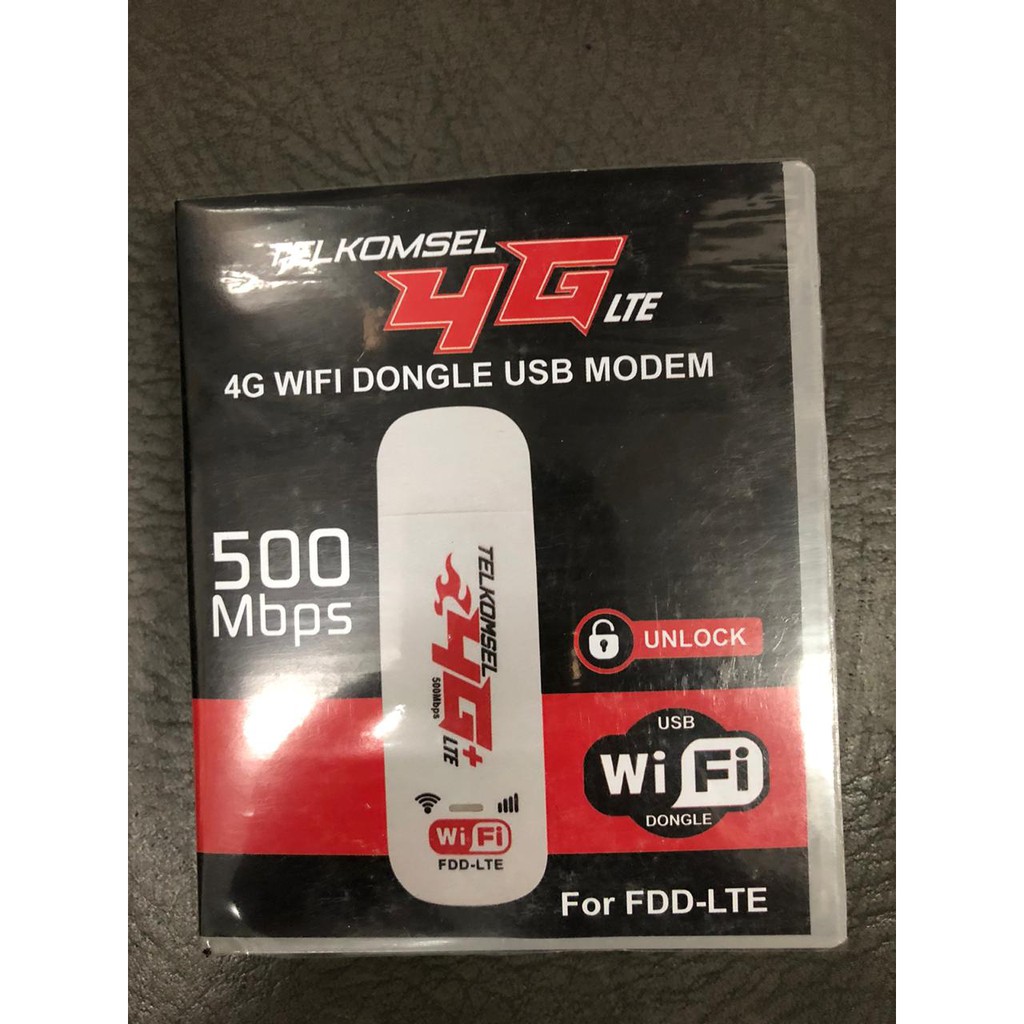 TELKOMSEL
4G LTE
4G WIFI DONGLE USB MODEM
500
Mbps
TELKOMSEL
4G+ LTE
500Mbps
WiFi
FDD-LTE
UNLOCK
USB
WiFi
DONGLE
For FDD-LTE